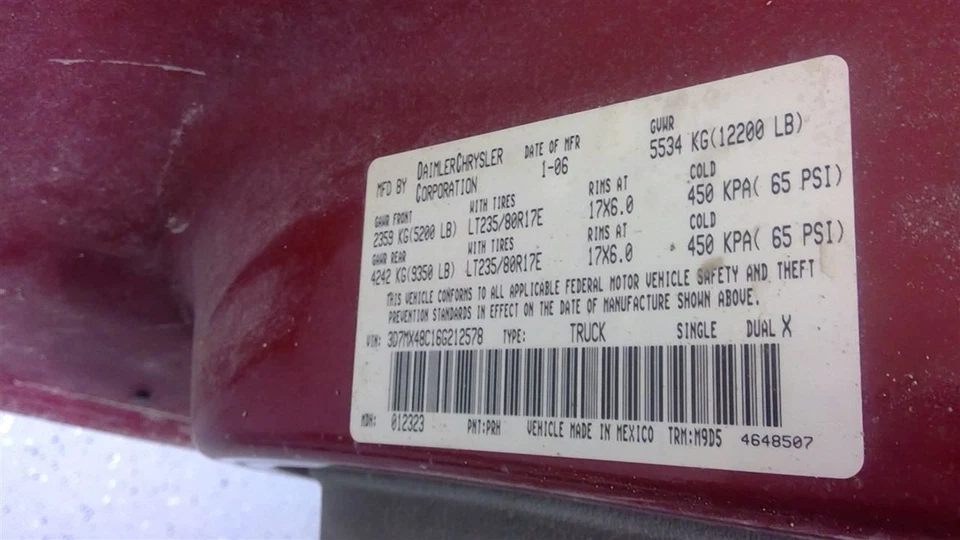 MFD BY DAIMLERCHRYSLER CORPORATION DATE OF MFR 1-06 GVWR 5534 KG(12200 LB)
GAWR FRONT WITH TIRES RIMS AT COLD
2359 KG(5200 LB) LT235/80R17E 17X6.0 450 KPA( 65 PSI)
GAWR REAR WITH TIRES RIMS AT COLD
4242 KG(9350 LB) LT235/80R17E 17X6.0 450 KPA( 65 PSI)
THIS VEHICLE CONFORMS TO ALL APPLICABLE FEDERAL MOTOR VEHICLE SAFETY AND THEFT
PREVENTION STANDARDS IN EFFECT ON THE DATE OF MANUFACTURE SHOWN ABOVE.
VIN: 3D7MX48C16G212578 TYPE: TRUCK SINGLE DUAL X
MDH: 012323 PNT:PRH VEHICLE MADE IN MEXICO TRM:M9D5 4648507